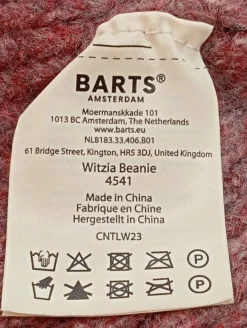 BARTS®
AMSTERDAM
Moermanskkade 101
1013 BC Amsterdam, The Netherlands
www.barts.eu
NL8183.33.406.B01
61 Bridge Street, Kington, HR5 3DJ, United Kingdom
Witzia Beanie
4541
Made in China
Fabrique en Chine
Hergestellt in China
CNTLW23
P
P